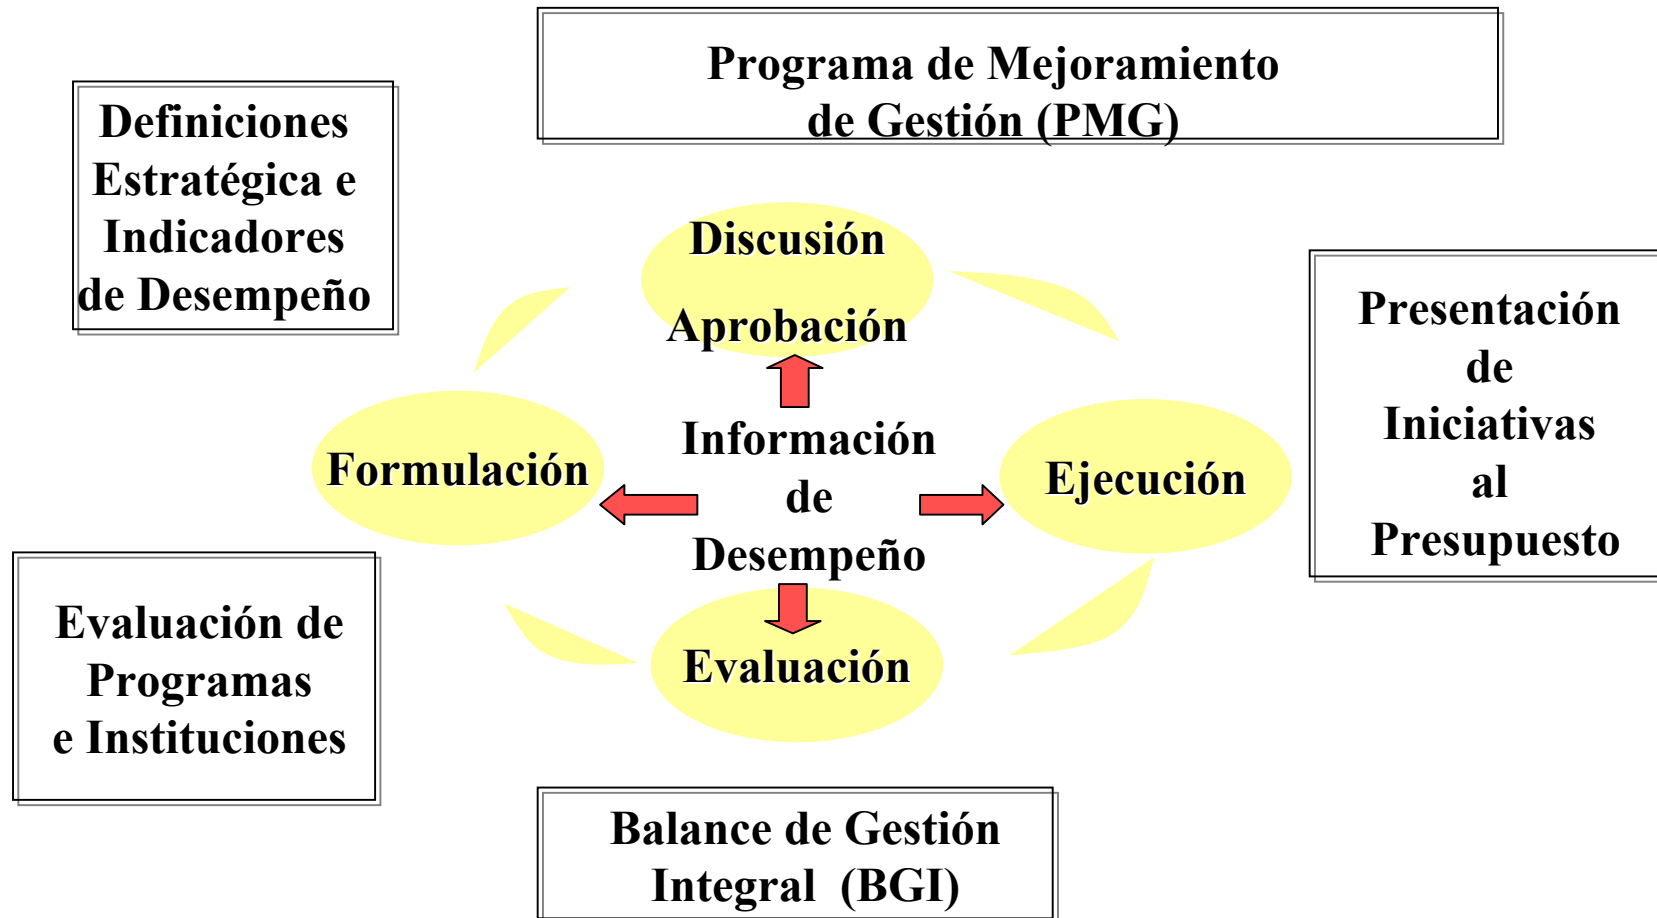 Programa de Mejoramiento
de Gestión (PMG)
Definiciones
Estratégica e
Indicadores
de Desempeño
Discusión
Aprobación
Presentación
de
Iniciativas
al
Presupuesto
Formulación
Información
de
Desempeño
Ejecución
Evaluación de
Programas
e Instituciones
Evaluación
Balance de Gestión
Integral (BGI)